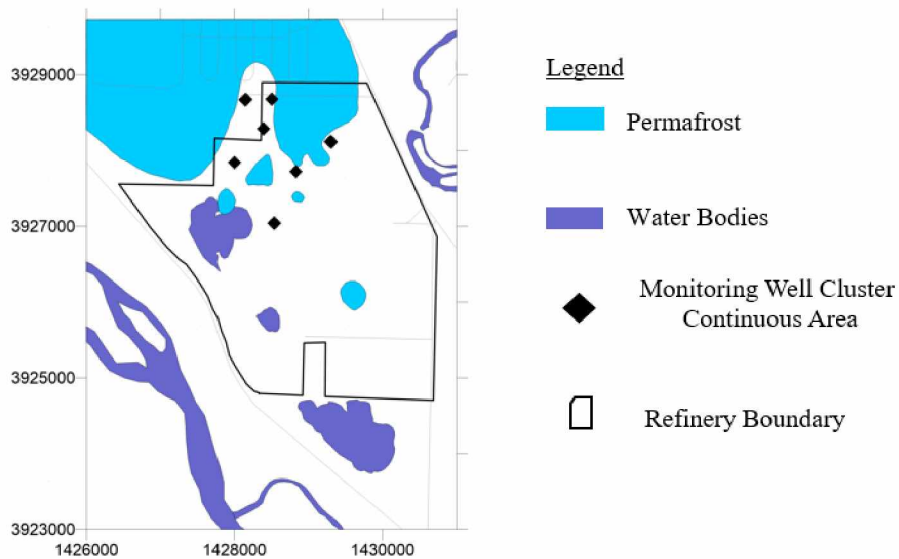 3929000
3927000
3925000
3923000
1426000
1428000
1430000
Legend
Permafrost
Water Bodies
Monitoring Well Cluster
Continuous Area
Refinery Boundary